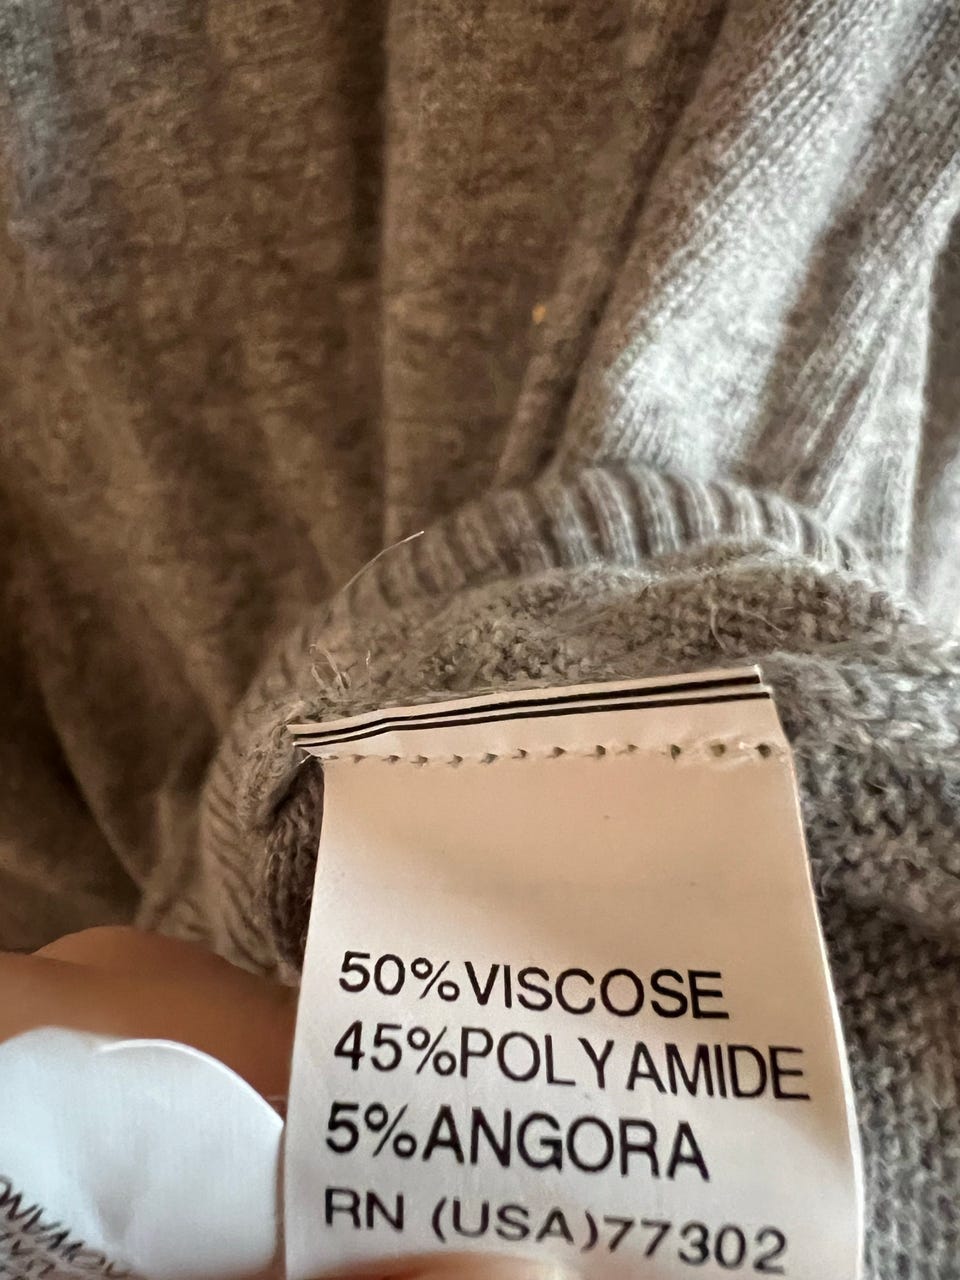 50%VISCOSE
45%POLYAMIDE
5%ANGORA
RN (USA)77302